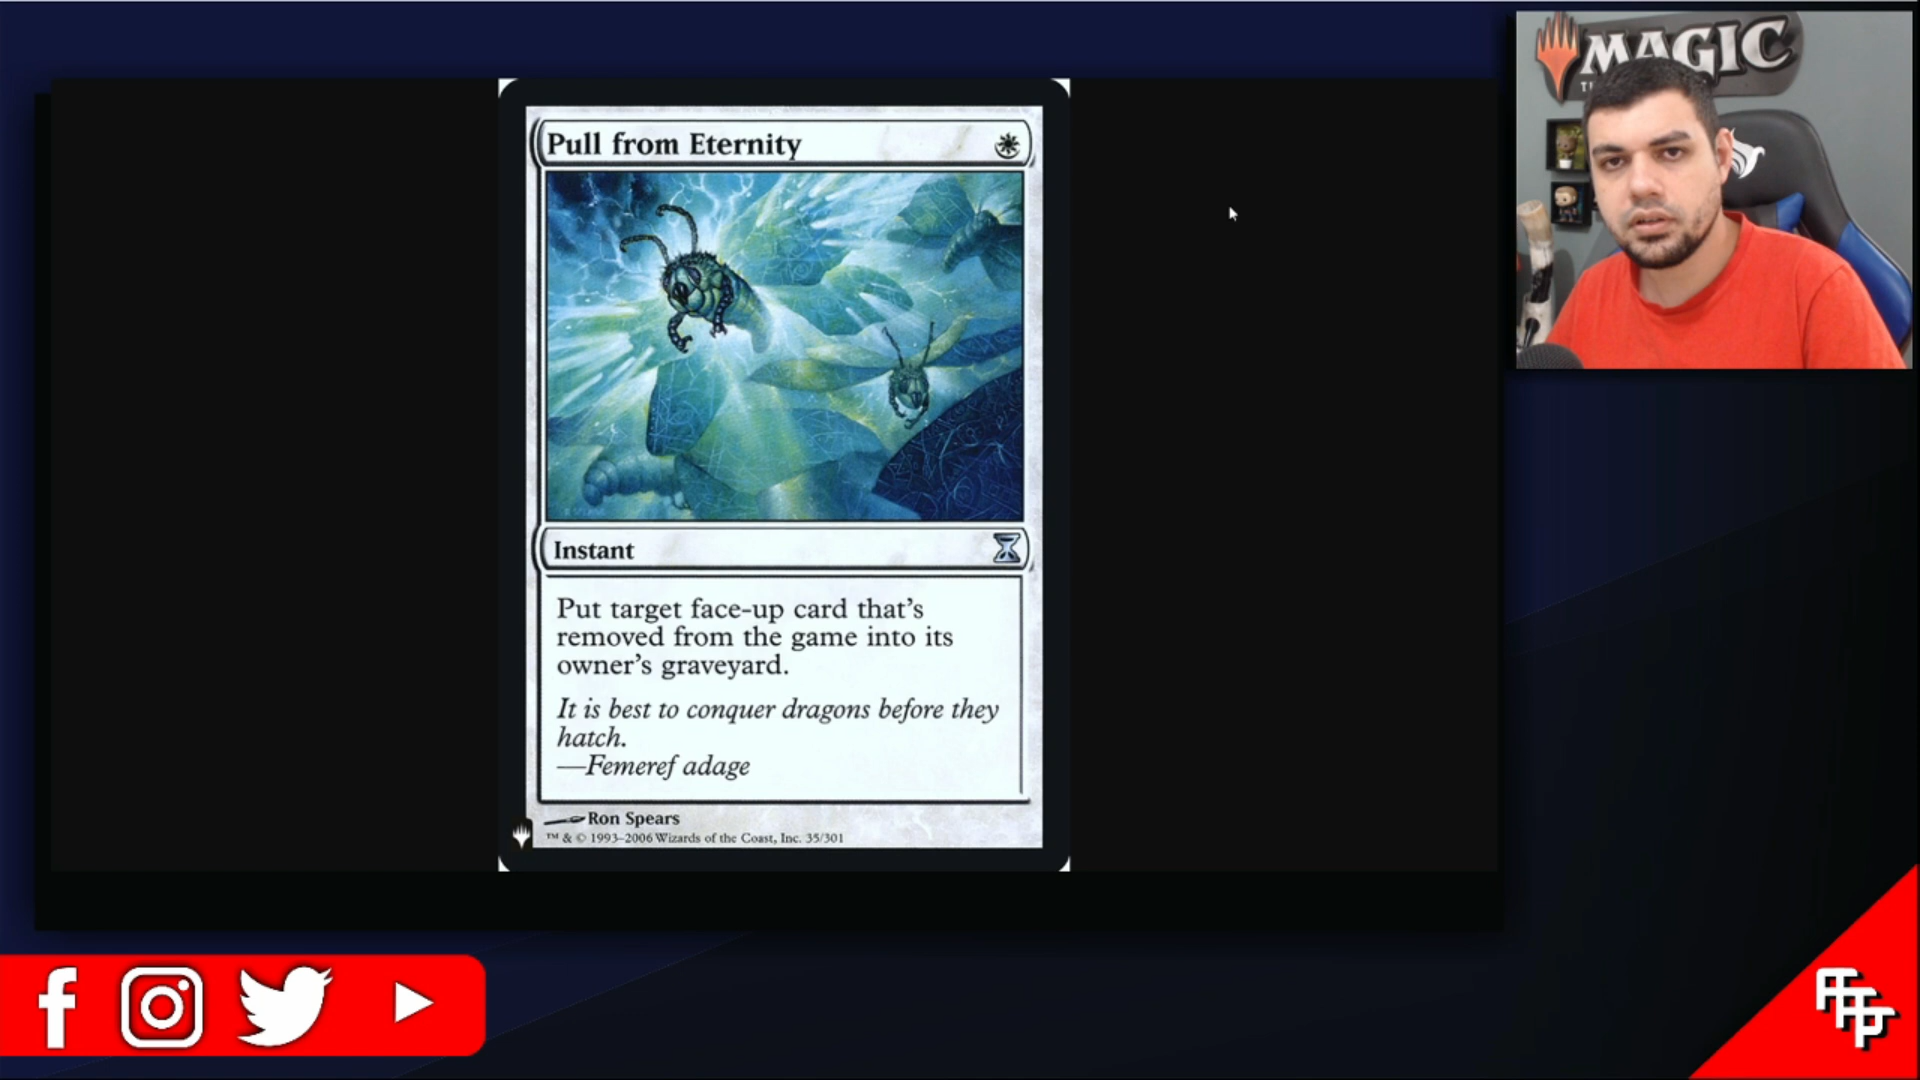 MAGIC
Pull from Eternity
Instant
Put target face-up card that's
removed from the game into its
owner's graveyard.
It is best to conquer dragons before they
hatch.
—Femeref adage
Ron Spears
™ & © 1993–2006 Wizards of the Coast, Inc. 35/301